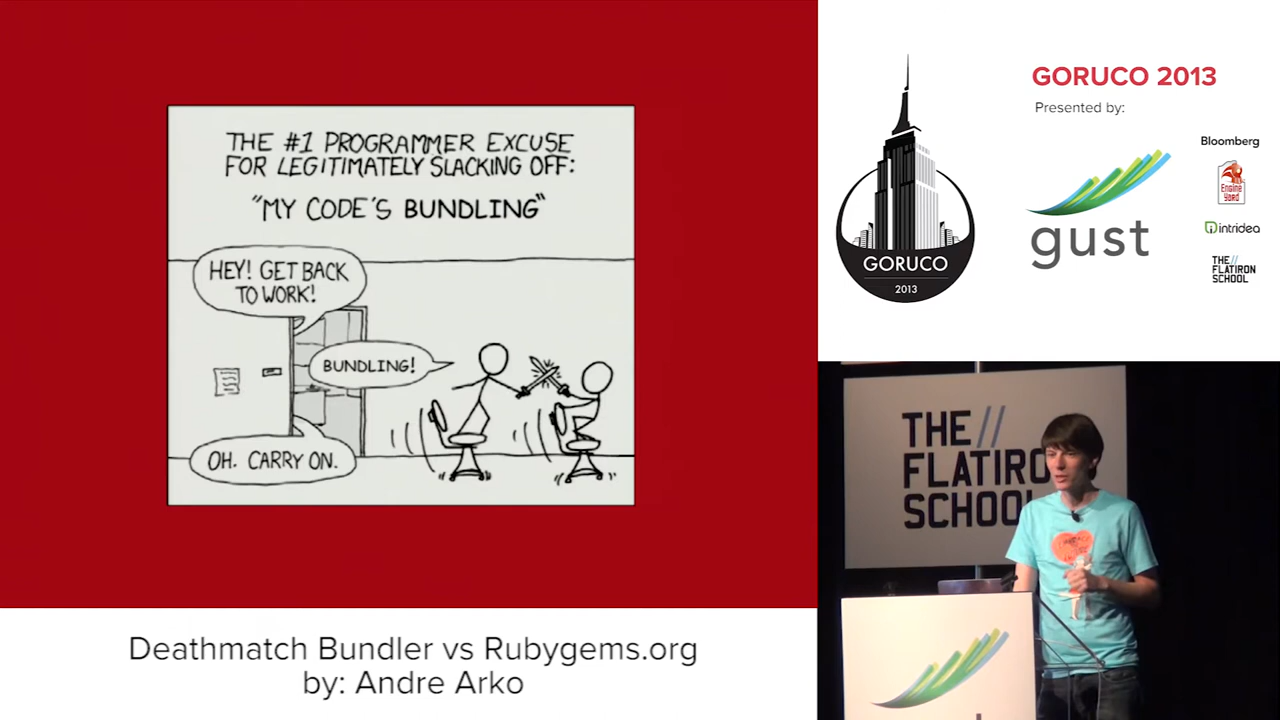 THE #1 PROGRAMMER EXCUSE
FOR LEGITIMATELY SLACKING OFF:
"MY CODE'S BUNDLING"
HEY! GET BACK
TO WORK!
BUNDLING!
OH. CARRY ON.
Deathmatch Bundler vs Rubygems.org
by: Andre Arko
GORUCO 2013
Presented by:
GORUCO
2013
gust
Bloomberg
Engine
Yard
intridea
THE//
FLATIRON
SCHOOL
THE//
FLATIRO
SCHOO